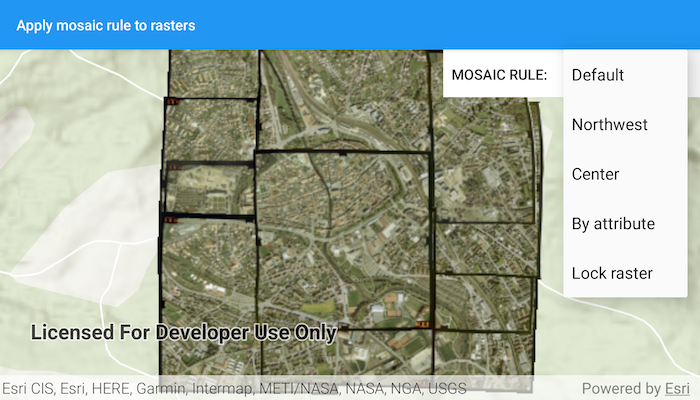 Apply mosaic rule to rasters
MOSAIC RULE:
Default
Northwest
Center
By attribute
Lock raster
Licensed For Developer Use Only
Esri CIS, Esri, HERE, Garmin, Intermap, METI/NASA, NASA, NGA, USGS
Powered by Esri